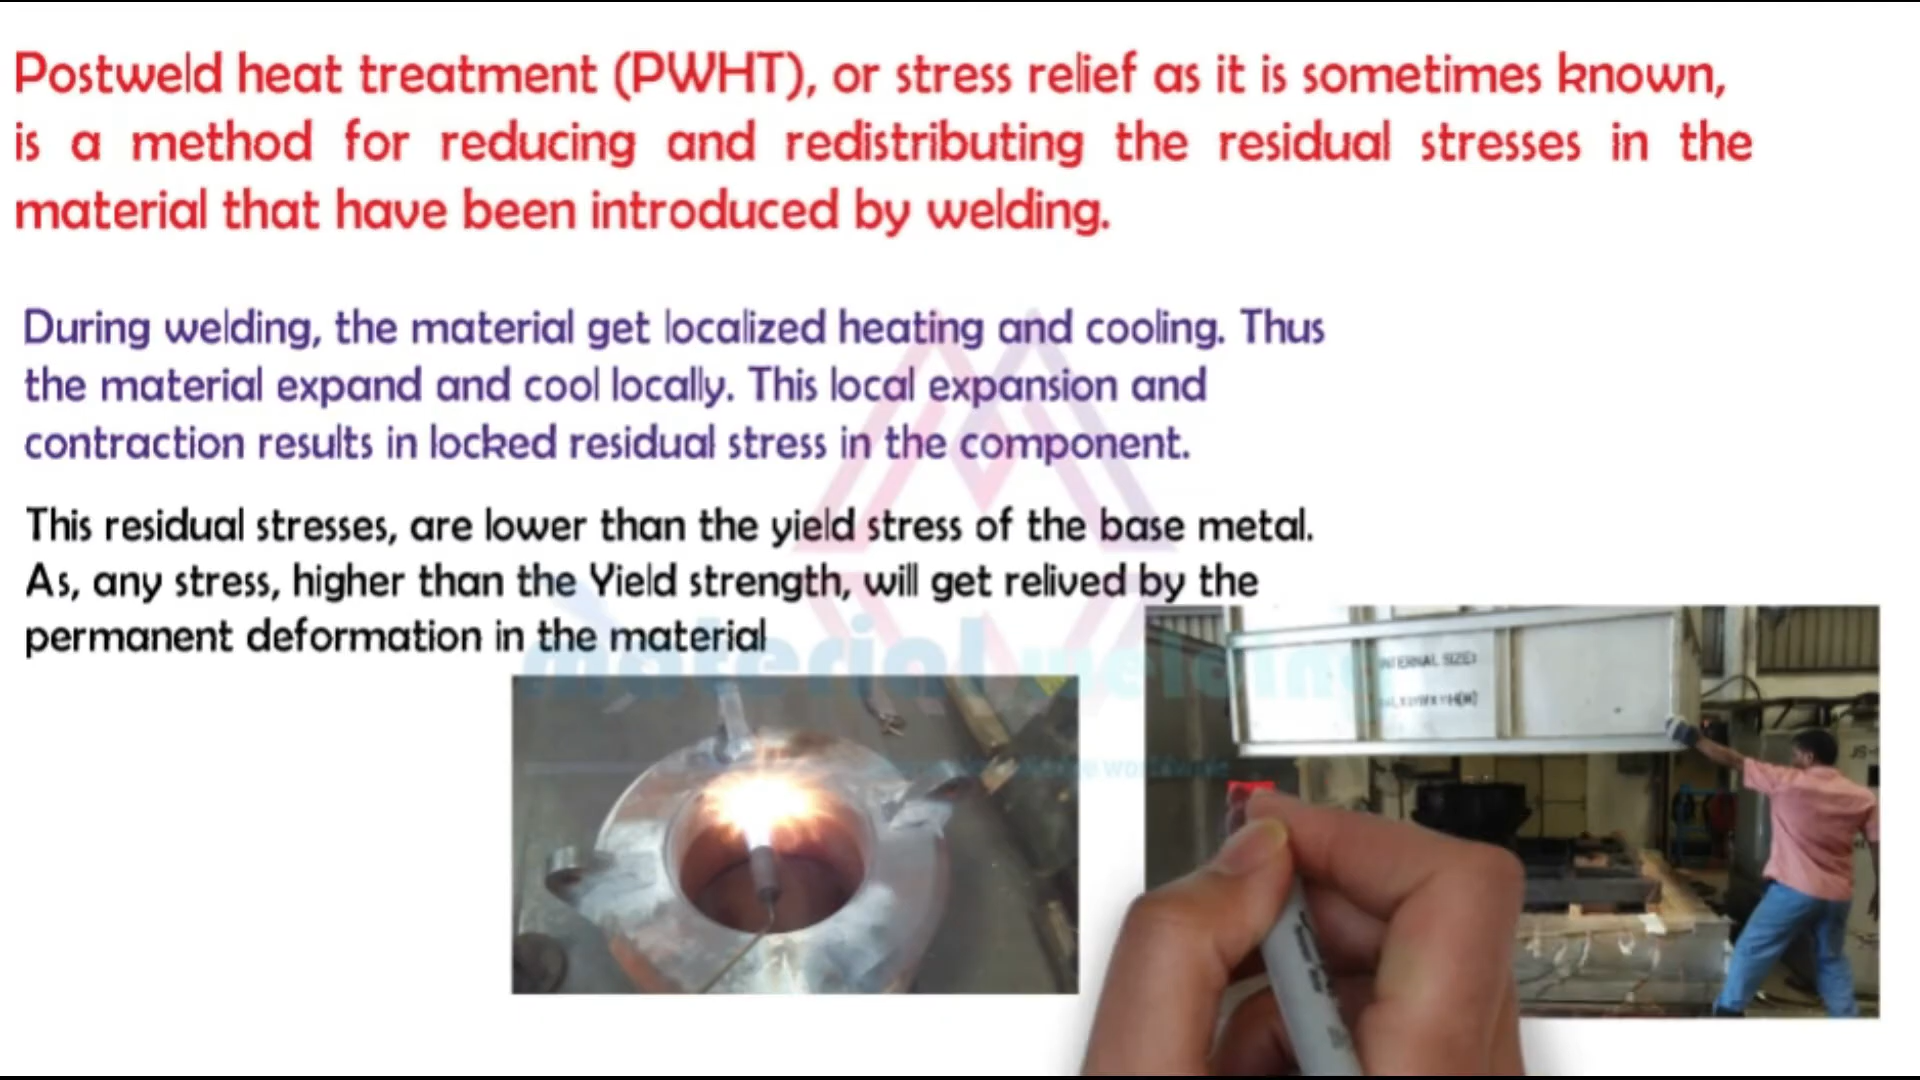 Postweld heat treatment (PWHT), or stress relief as it is sometimes known,
is a method for reducing and redistributing the residual stresses in the
material that have been introduced by welding.
During welding, the material get localized heating and cooling. Thus
the material expand and cool locally. This local expansion and
contraction results in locked residual stress in the component.
This residual stresses, are lower than the yield stress of the base metal.
As, any stress, higher than the Yield strength, will get relived by the
permanent deformation in the material
material welding
INTERNAL SIZE: